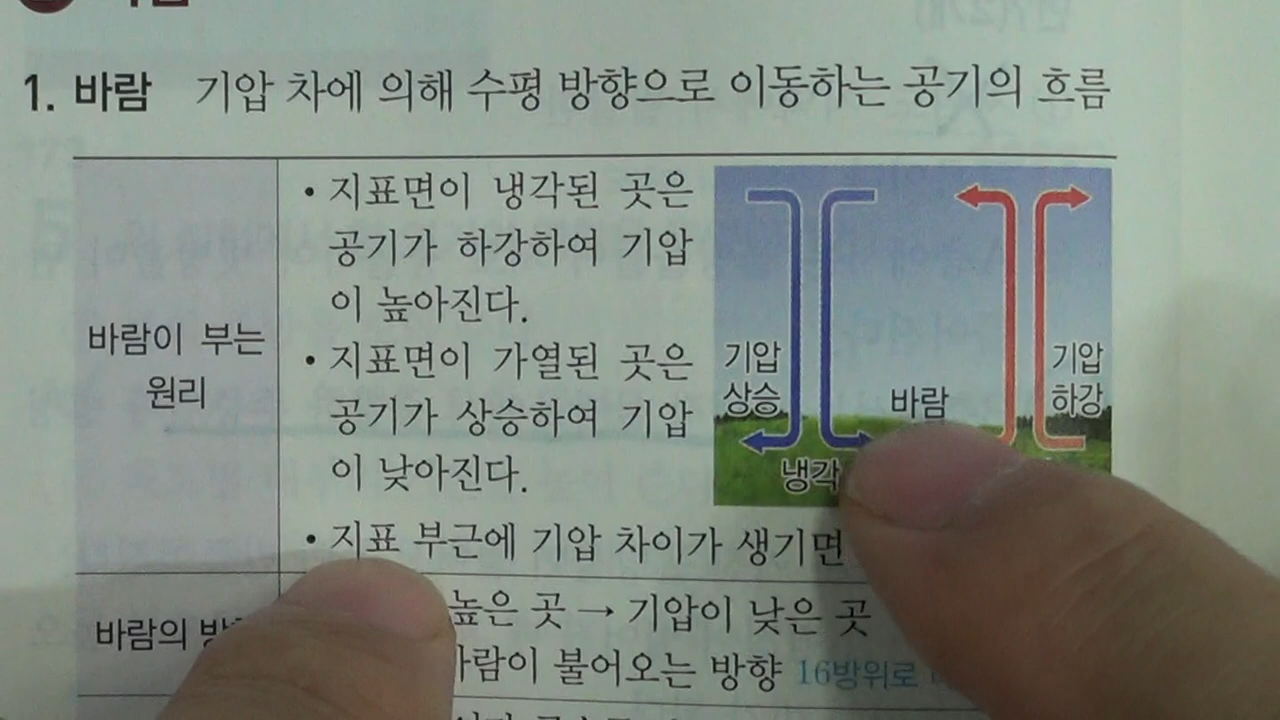 1. 바람 기압 차에 의해 수평 방향으로 이동하는 공기의 흐름
바람이 부는
원리
• 지표면이 냉각된 곳은
공기가 하강하여 기압
이 높아진다.
• 지표면이 가열된 곳은
공기가 상승하여 기압
이 낮아진다.
• 지표 부근에 기압 차이가 생기면
기압
상승
바람
기압
하강
냉각
바람의
높은 곳 → 기압이 낮은 곳
불어오는 방향 16방위로